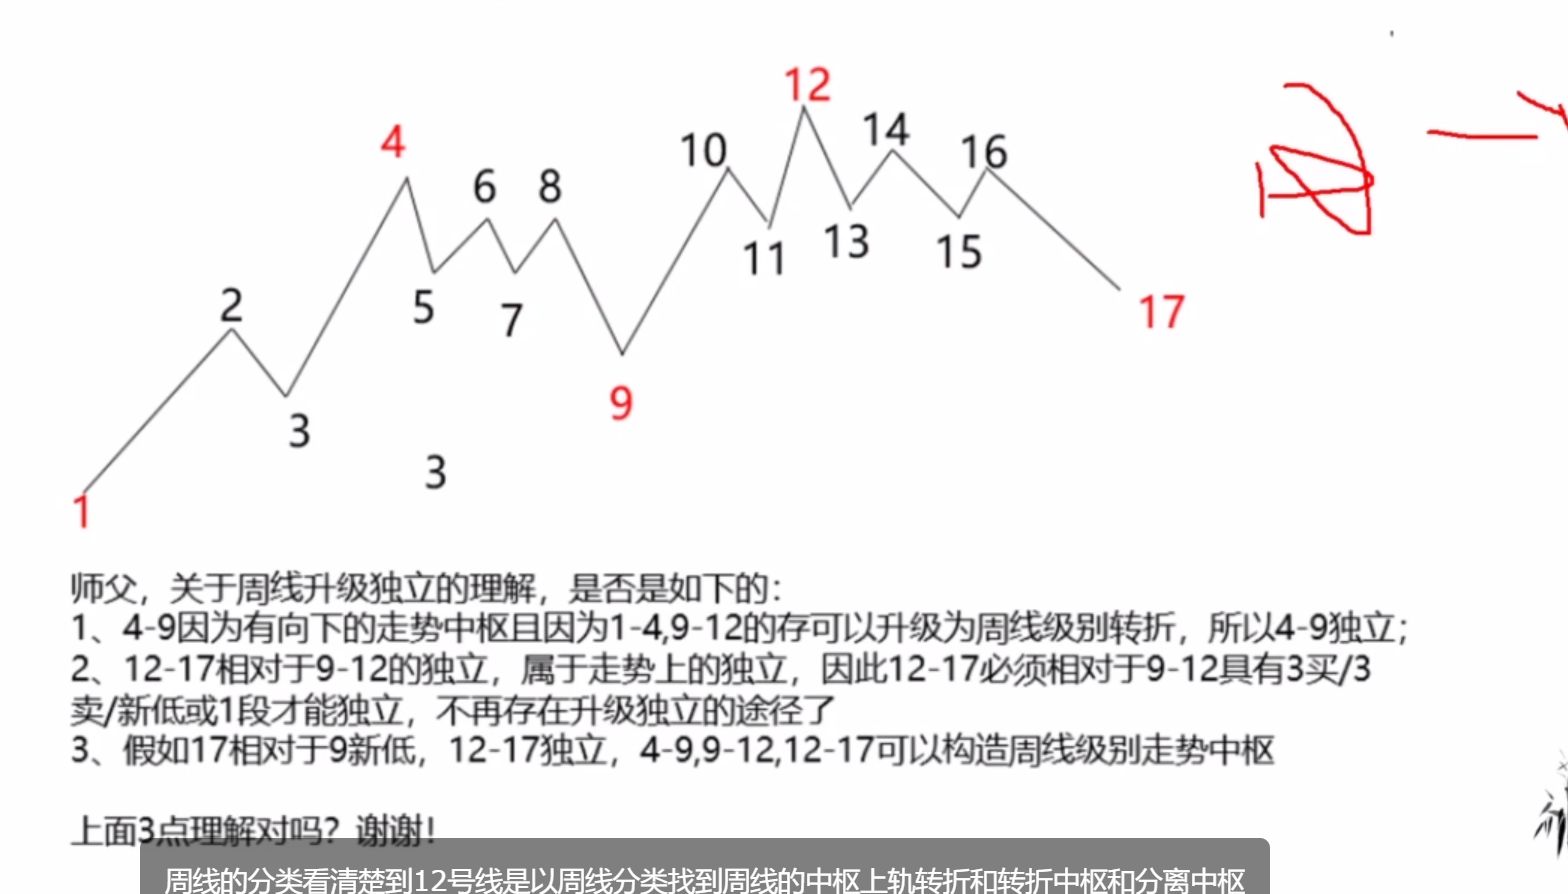 12
4
14
10
16
6
8
13
11
15
2
5
7
17
9
3
3
1
师父，关于周线升级独立的理解，是否是如下的：
1、4-9因为有向下的走势中枢且因为1-4,9-12的存可以升级为周线级别转折，所以4-9独立；
2、12-17相对于9-12的独立，属于走势上的独立，因此12-17必须相对于9-12具有3买/3
卖/新低或1段才能独立，不再存在升级独立的途径了
3、假如17相对于9新低，12-17独立，4-9,9-12,12-17可以构造周线级别走势中枢
上面3点理解对吗？谢谢！
周线的分类看清楚到12号线是以周线分类找到周线的中枢上轨转折和转折中枢和分离中枢